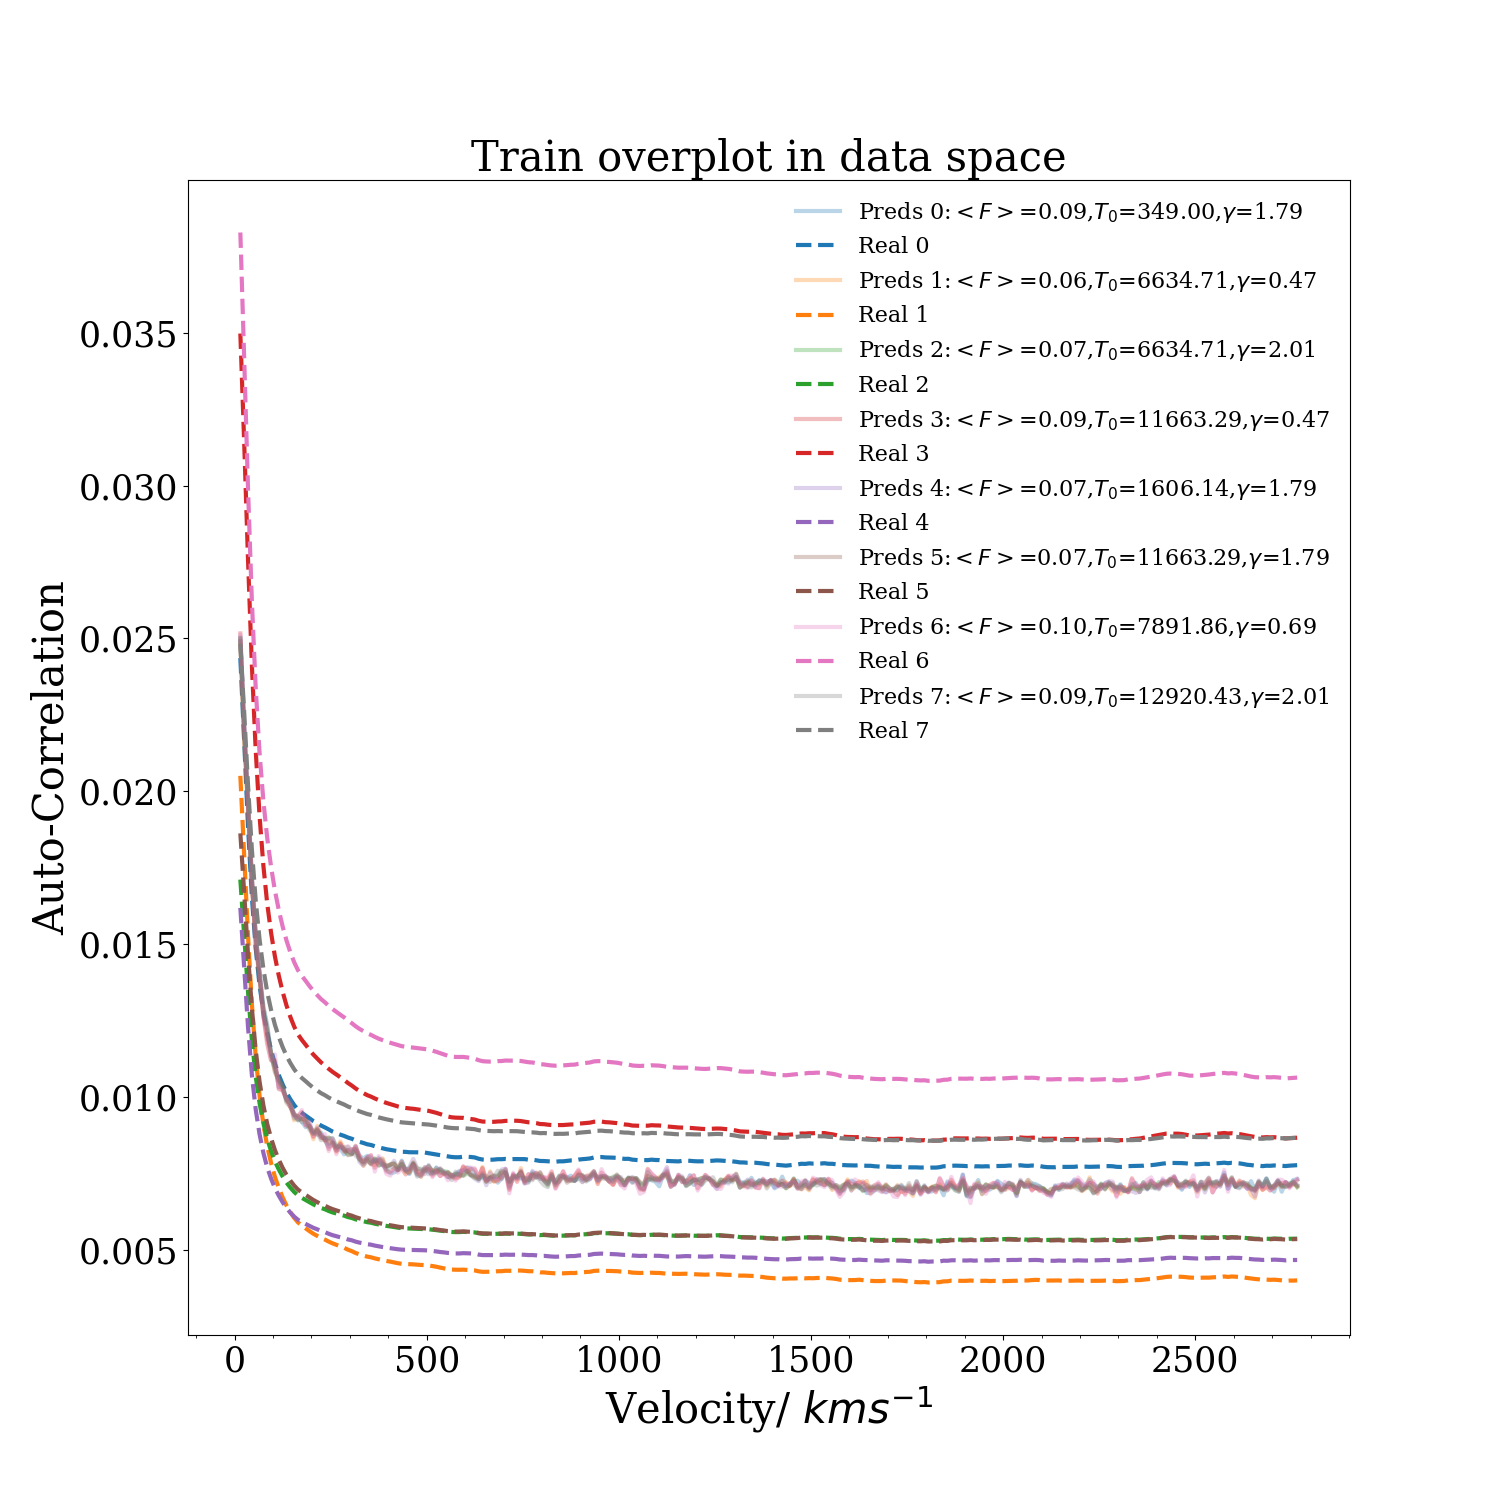 Train overplot in data space
Preds 0: < F > =0.09,T₀=349.00,γ=1.79
Real 0
Preds 1: < F > =0.06,T₀=6634.71,γ=0.47
Real 1
Preds 2: < F > =0.07,T₀=6634.71,γ=2.01
Real 2
Preds 3: < F > =0.09,T₀=11663.29,γ=0.47
Real 3
Preds 4: < F > =0.07,T₀=1606.14,γ=1.79
Real 4
Preds 5: < F > =0.07,T₀=11663.29,γ=1.79
Real 5
Preds 6: < F > =0.10,T₀=7891.86,γ=0.69
Real 6
Preds 7: < F > =0.09,T₀=12920.43,γ=2.01
Real 7
Auto-Correlation
0.035
0.030
0.025
0.020
0.015
0.010
0.005
0 500 1000 1500 2000 2500
Velocity/ kms⁻¹